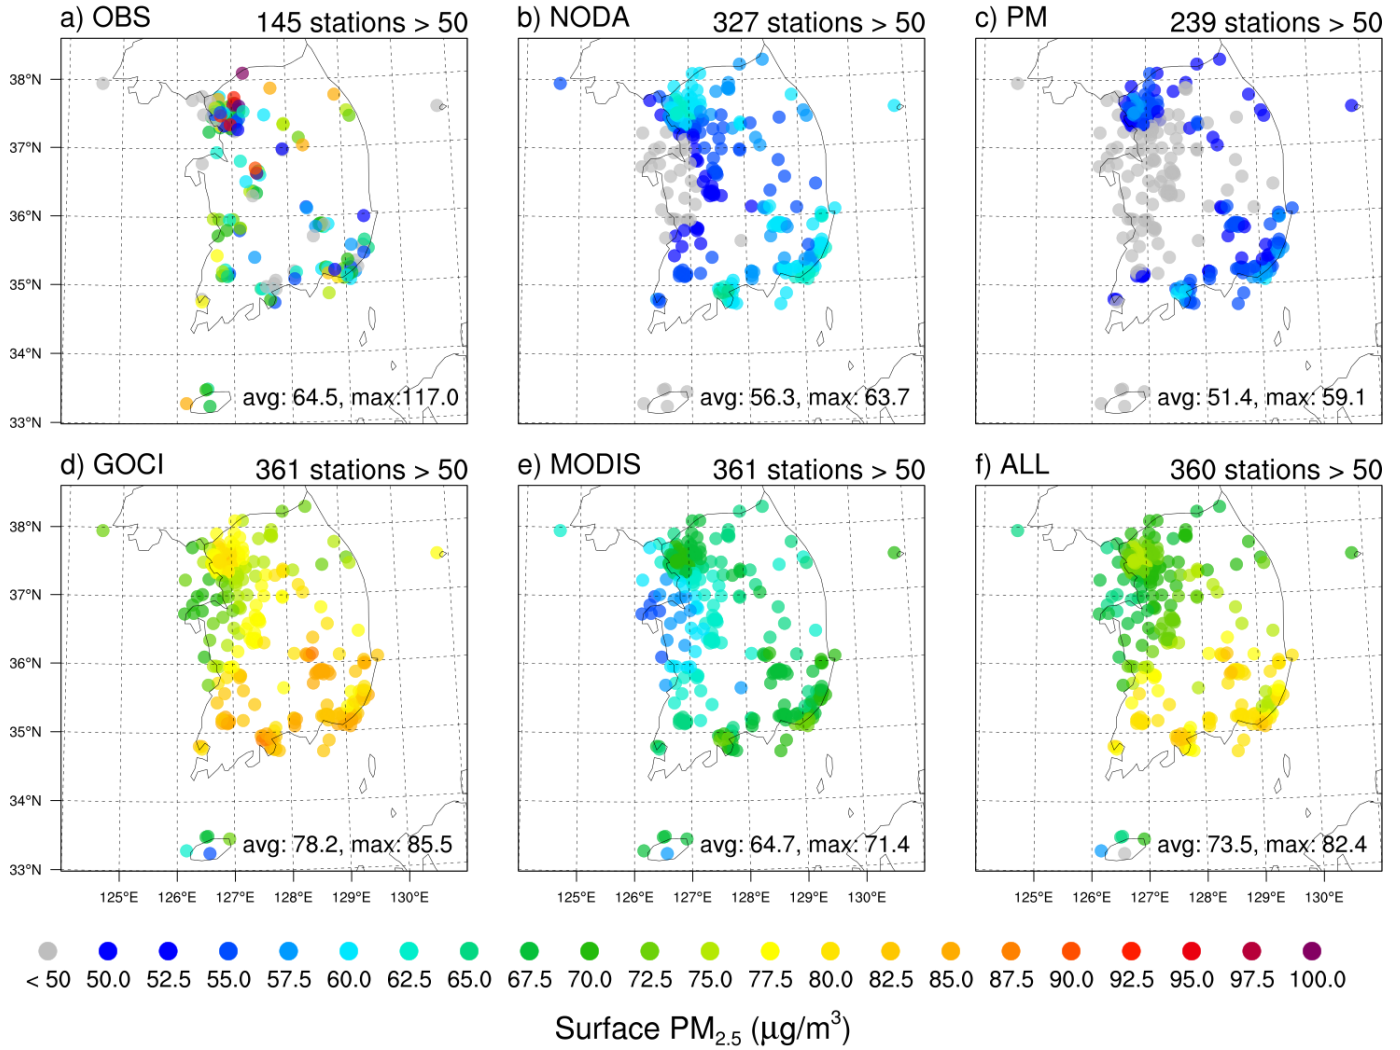 a) OBS 145 stations > 50
b) NODA 327 stations > 50
c) PM 239 stations > 50
38°N
37°N
36°N
35°N
34°N
33°N
avg: 64.5, max:117.0
avg: 56.3, max: 63.7
avg: 51.4, max: 59.1
d) GOCI 361 stations > 50
e) MODIS 361 stations > 50
f) ALL 360 stations > 50
38°N
37°N
36°N
35°N
34°N
33°N
avg: 78.2, max: 85.5
avg: 64.7, max: 71.4
avg: 73.5, max: 82.4
125°E 126°E 127°E 128°E 129°E 130°E
125°E 126°E 127°E 128°E 129°E 130°E
125°E 126°E 127°E 128°E 129°E 130°E
< 50 50.0 52.5 55.0 57.5 60.0 62.5 65.0 67.5 70.0 72.5 75.0 77.5 80.0 82.5 85.0 87.5 90.0 92.5 95.0 97.5 100.0
Surface PM2.5 (μg/m³)